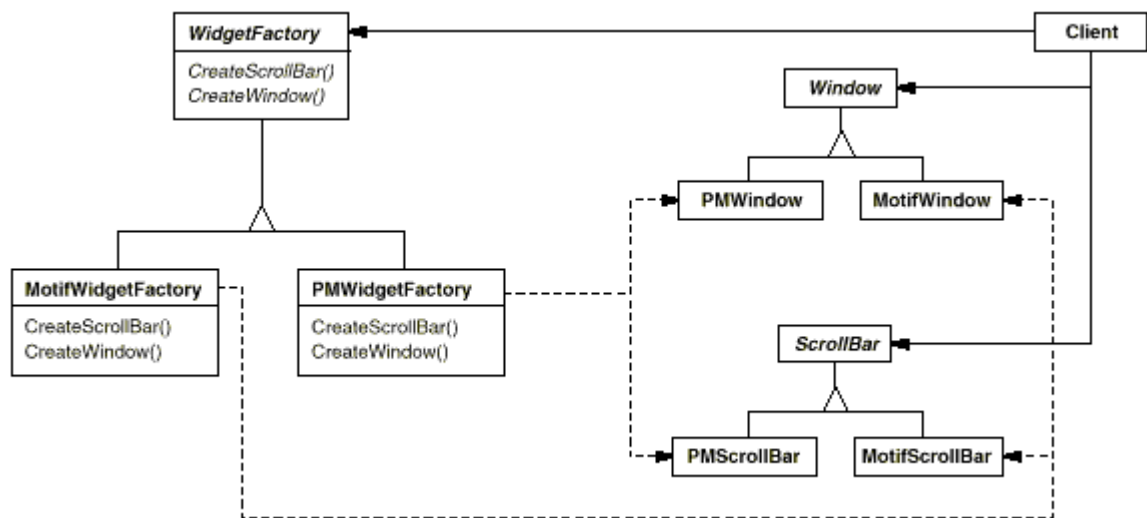 WidgetFactory
CreateScrollBar()
CreateWindow()
Client
Window
PMWindow
MotifWindow
MotifWidgetFactory
CreateScrollBar()
CreateWindow()
PMWidgetFactory
CreateScrollBar()
CreateWindow()
ScrollBar
PMScrollBar
MotifScrollBar